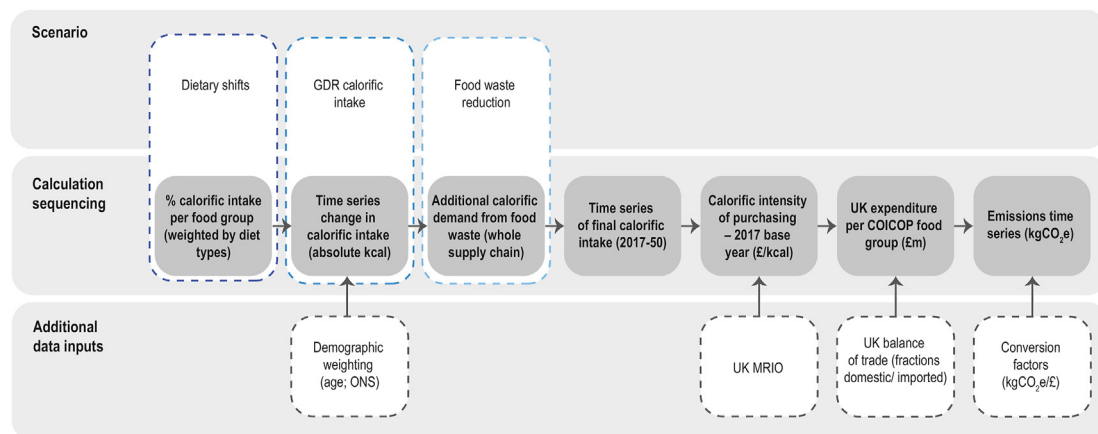 Scenario
Dietary shifts
GDR calorific
intake
Food waste
reduction
Calculation
sequencing
% calorific intake
per food group
(weighted by diet
types)
Time series
change in
calorific intake
(absolute kcal)
Additional calorific
demand from food
waste (whole
supply chain)
Time series
of final calorific
intake (2017-50)
Calorific intensity
of purchasing
– 2017 base
year (£/kcal)
UK expenditure
per COICOP food
group (£m)
Emissions time
series (kgCO₂e)
Additional
data inputs
Demographic
weighting
(age; ONS)
UK MRIO
UK balance
of trade (fractions
domestic/ imported)
Conversion
factors
(kgCO₂e/£)